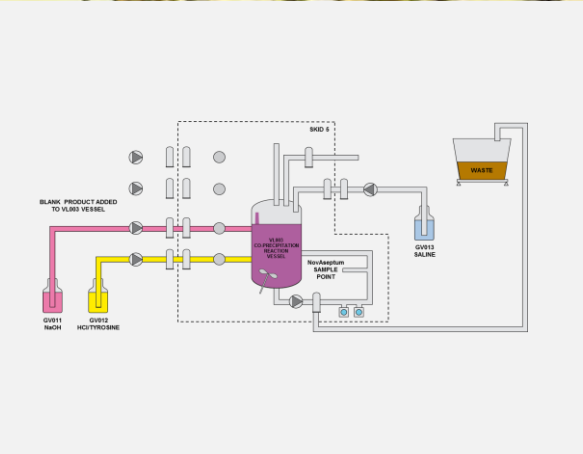 SKID 5
WASTE
BLANK PRODUCT ADDED
TO VL003 VESSEL
VL003
CO-PRECIPITATION
REACTION
VESSEL
NovAseptum
SAMPLE
POINT
GV013
SALINE
GV011
NaOH
GV012
HCl/TYROSINE